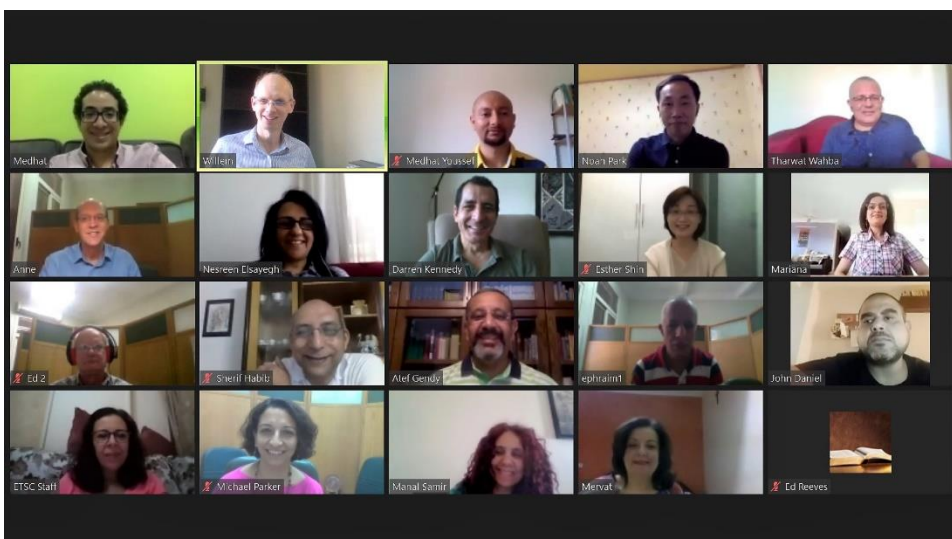 Medhat
Willem
Medhat Youssef
Noah Park
Tharwat Wahba
Anne
Nesreen Elsayegh
Darren Kennedy
Esther Shin
Mariana
Ed 2
Sherif Habib
Atef Gendy
ephraim1
John Daniel
ETSC Staff
Michael Parker
Manal Samir
Mervat
Ed Reeves